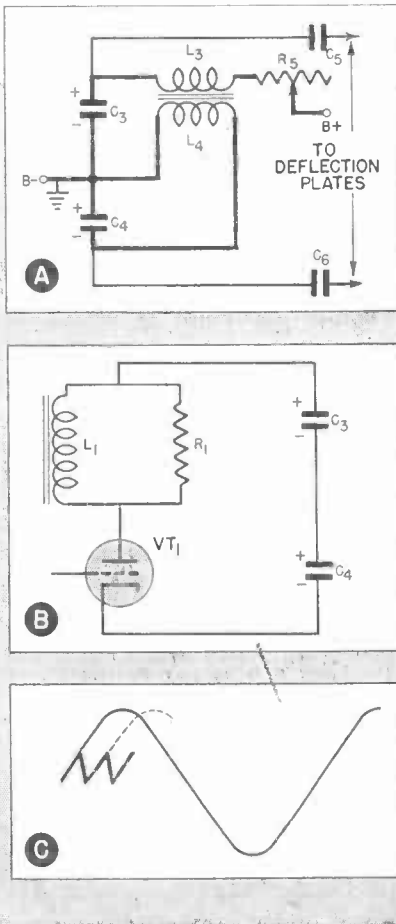 L3
C5
R5
+
C3
-
B+
L4
TO
DEFLECTION
PLATES
B-
+
C4
-
C6
A
L1
R1
+
C3
-
VT1
+
C4
-
B
C